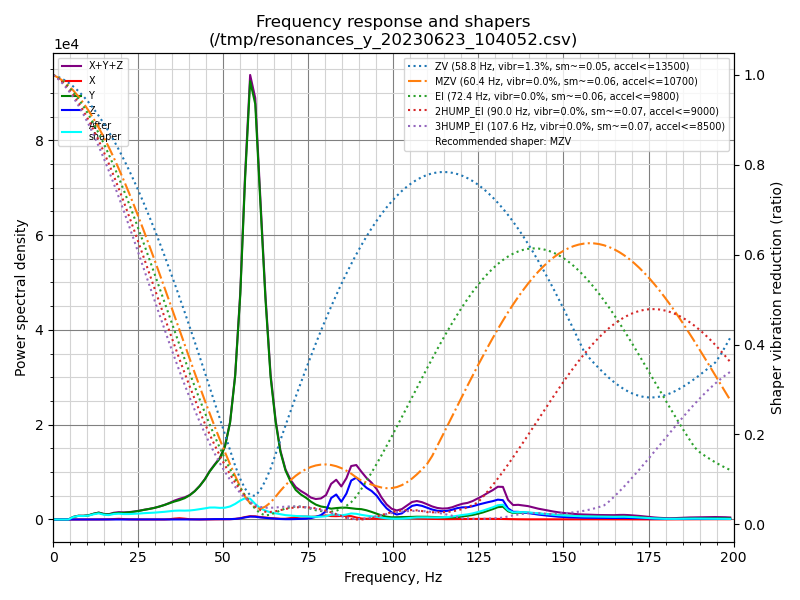 Frequency response and shapers
(/tmp/resonances_y_20230623_104052.csv)
1e4
X+Y+Z
X
Y
Z
After
shaper
ZV (58.8 Hz, vibr=1.3%, sm~=0.05, accel<=13500)
MZV (60.4 Hz, vibr=0.0%, sm~=0.06, accel<=10700)
EI (72.4 Hz, vibr=0.0%, sm~=0.06, accel<=9800)
2HUMP_EI (90.0 Hz, vibr=0.0%, sm~=0.07, accel<=9000)
3HUMP_EI (107.6 Hz, vibr=0.0%, sm~=0.07, accel<=8500)
Recommended shaper: MZV
Power spectral density
8
6
4
2
0
1.0
0.8
0.6
0.4
0.2
0.0
Shaper vibration reduction (ratio)
0 25 50 75 100 125 150 175 200
Frequency, Hz